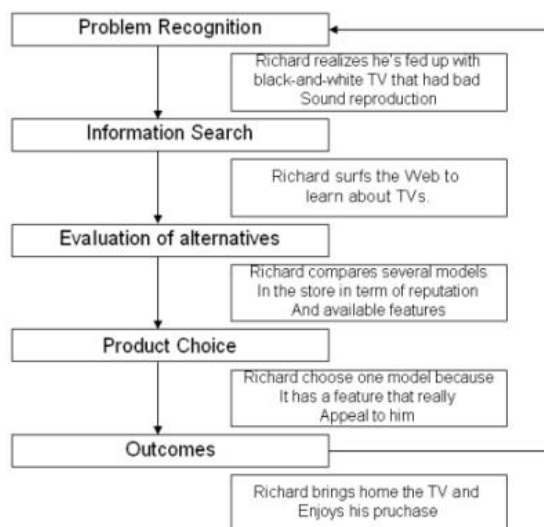 Problem Recognition
Richard realizes he's fed up with
black-and-white TV that had bad
Sound reproduction
Information Search
Richard surfs the Web to
learn about TVs.
Evaluation of alternatives
Richard compares several models
In the store in term of reputation
And available features
Product Choice
Richard choose one model because
It has a feature that really
Appeal to him
Outcomes
Richard brings home the TV and
Enjoys his pruchase